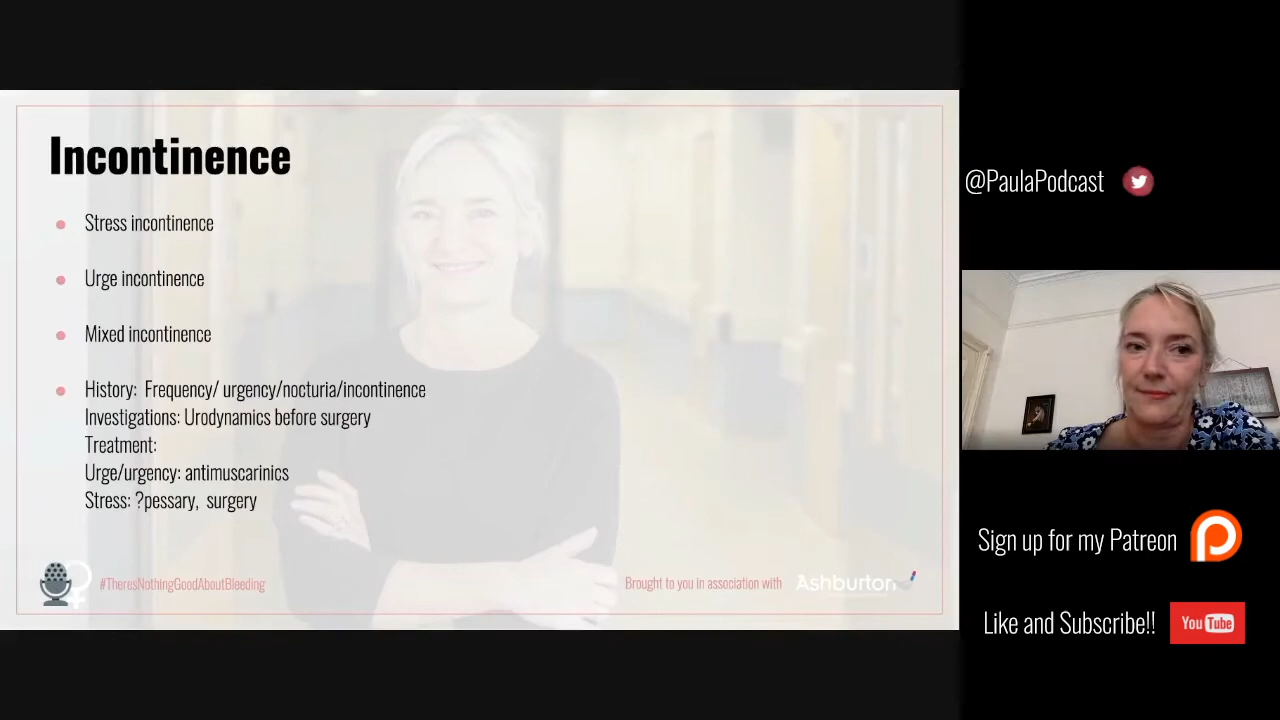 Incontinence
Stress incontinence
Urge incontinence
Mixed incontinence
History: Frequency/ urgency/nocturia/incontinence
Investigations: Urodynamics before surgery
Treatment:
Urge/urgency: antimuscarinics
Stress: ?pessary, surgery
#TheresNothingGoodAboutBleeding
Brought to you in association with Ashburton
@PaulaPodcast
Sign up for my Patreon
Like and Subscribe!! YouTube